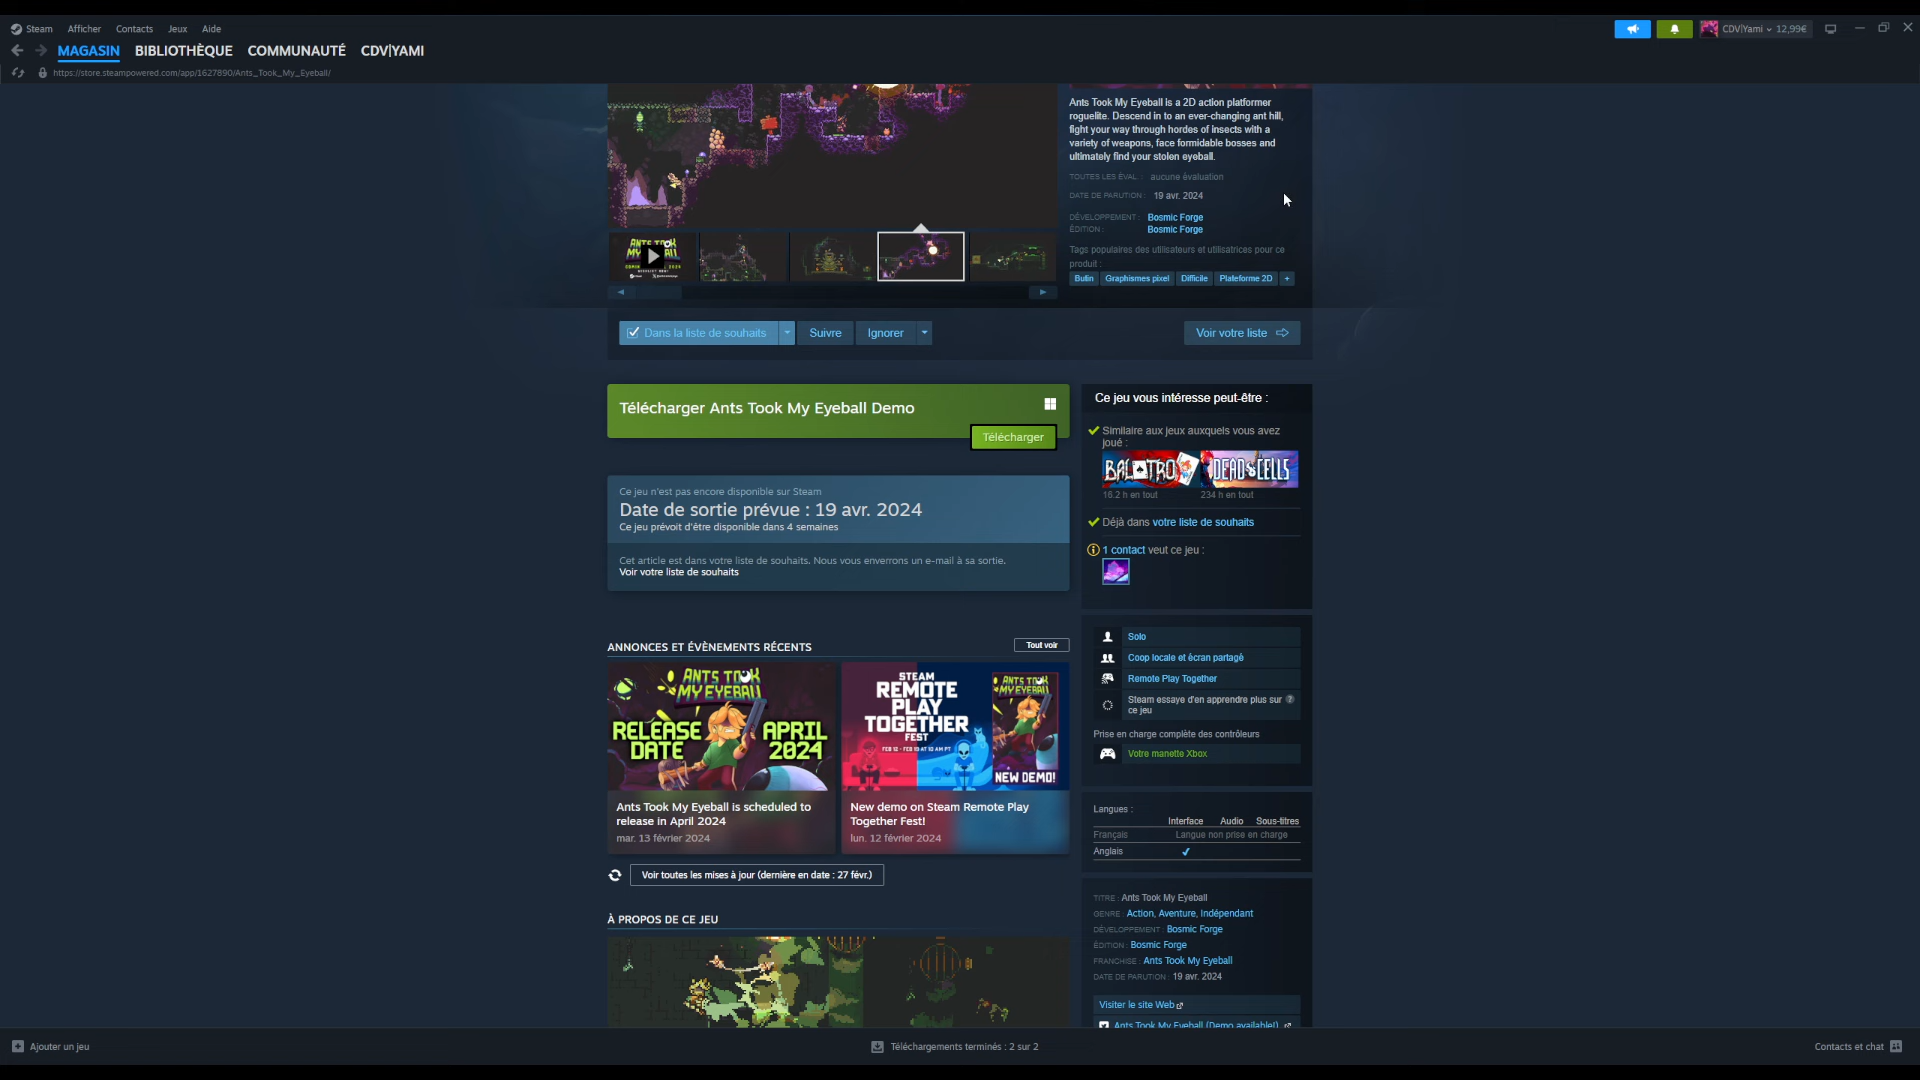 Steam Afficher Contacts Jeux Aide
CDV|Yami 12,99€
MAGASIN BIBLIOTHÈQUE COMMUNAUTÉ CDV|YAMI
https://store.steampowered.com/app/1627890/Ants_Took_My_Eyeball/
Ants Took My Eyeball is a 2D action platformer
roguelite. Descend in to an ever-changing ant hill,
fight your way through hordes of insects with a
variety of weapons, face formidable bosses and
ultimately find your stolen eyeball.
TOUTES LES ÉVAL. : aucune évaluation
DATE DE PARUTION : 19 avr. 2024
DÉVELOPPEMENT : Bosmic Forge
ÉDITION : Bosmic Forge
Tags populaires des utilisateurs et utilisatrices pour ce
produit :
Butin Graphismes pixel Difficile Plateforme 2D +
ANTS TOOK
MY EYEBALL
Dans la liste de souhaits Suivre Ignorer Voir votre liste
Télécharger Ants Took My Eyeball Demo
Télécharger
Ce jeu n'est pas encore disponible sur Steam
Date de sortie prévue : 19 avr. 2024
Ce jeu prévoit d'être disponible dans 4 semaines
Cet article est dans votre liste de souhaits. Nous vous enverrons un e-mail à sa sortie.
Voir votre liste de souhaits
Ce jeu vous intéresse peut-être :
Similaire aux jeux auxquels vous avez
joué :
BALATRO DEAD CELLS
16.2 h en tout 234 h en tout
Déjà dans votre liste de souhaits
1 contact veut ce jeu :
Solo
Coop locale et écran partagé
Remote Play Together
Steam essaye d'en apprendre plus sur ?
ce jeu
Prise en charge complète des contrôleurs
Votre manette Xbox
ANNONCES ET ÉVÈNEMENTS RÉCENTS Tout voir
ANTS TOOK
MY EYEBALL
RELEASE APRIL
DATE 2024
Ants Took My Eyeball is scheduled to
release in April 2024
mar. 13 février 2024
STEAM
REMOTE
PLAY
TOGETHER
FEST
ANTS TOOK
MY EYEBALL
NEW DEMO!
New demo on Steam Remote Play
Together Fest!
lun. 12 février 2024
Voir toutes les mises à jour (dernière en date : 27 févr.)
Langues :
Interface Audio Sous-titres
Français Langue non prise en charge
Anglais ✔
TITRE : Ants Took My Eyeball
GENRE : Action, Aventure, Indépendant
DÉVELOPPEMENT : Bosmic Forge
ÉDITION : Bosmic Forge
FRANCHISE : Ants Took My Eyeball
DATE DE PARUTION : 19 avr. 2024
Visiter le site Web
Ants Took My Eyeball (Demo available!)
À PROPOS DE CE JEU
Ajouter un jeu
Téléchargements terminés : 2 sur 2
Contacts et chat